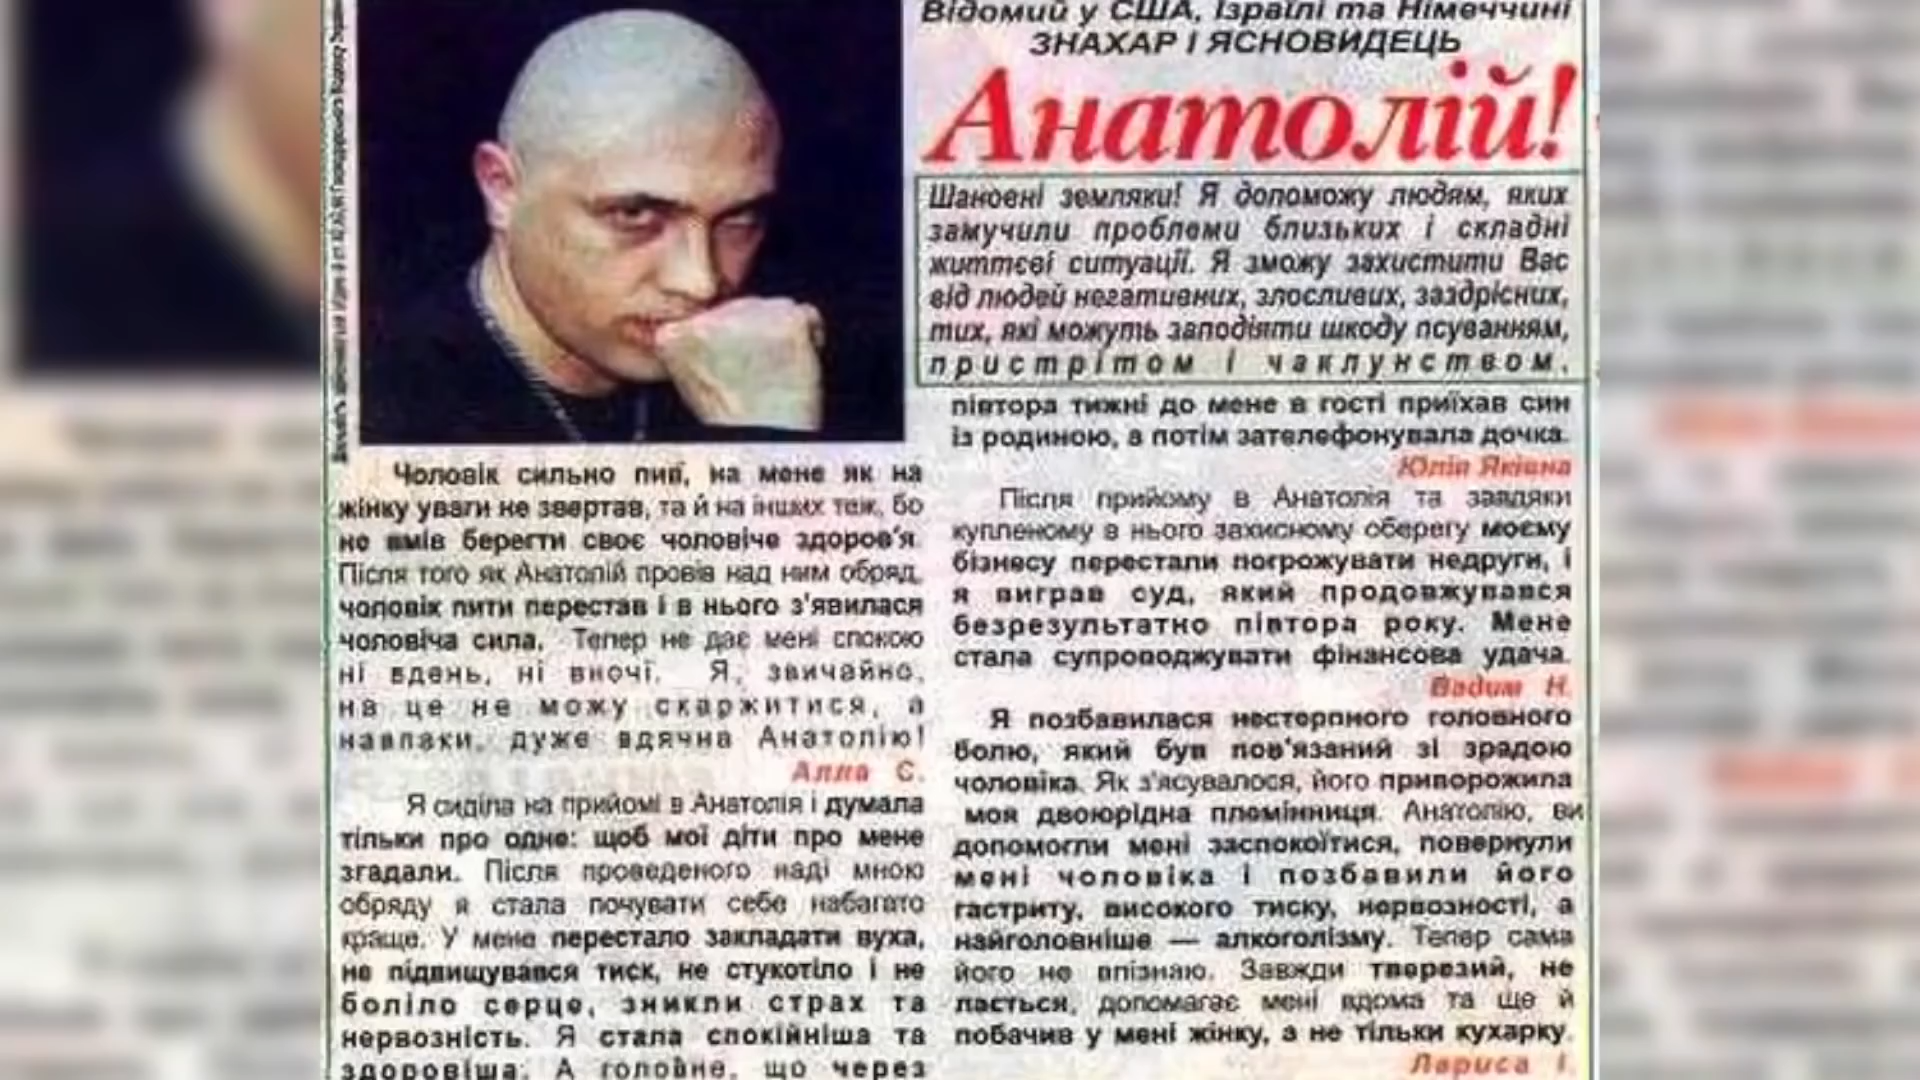 Відомий у США, Ізраїлі та Німеччині
ЗНАХАР І ЯСНОВИДЕЦЬ
Анатолій!
Шановні земляки! Я допоможу людям, яких
замучили проблеми близьких і складні
життєві ситуації. Я зможу захистити Вас
від людей негативних, злосливих, заздрісних,
тих, які можуть заподіяти шкоду псуванням,
пристрітом і чаклунством.
Чоловік сильно пив, на мене як на
жінку уваги не звертав, та й на інших теж, бо
не вмів берегти своє чоловіче здоров'я.
Після того як Анатолій провів над ним обряд,
чоловік пити перестав і в нього з'явилася
чоловіча сила. Тепер не дає мені спокою
ні вдень, ні вночі. Я, звичайно,
на це не можу скаржитися, а
навпаки, дуже вдячна Анатолію!
Алла С.
Я сиділа на прийомі в Анатолія і думала
тільки про одне: щоб мої діти про мене
згадали. Після проведеного наді мною
обряду я стала почувати себе набагато
краще. У мене перестало закладати вуха,
не підвищувався тиск, не стукотіло і не
боліло серце, зникли страх та
нервозність. Я стала спокійніша та
здоровіша. А головне, що через
півтора тижні до мене в гості приїхав син
із родиною, а потім зателефонувала дочка.
Юлія Яківна
Після прийому в Анатолія та завдяки
купленому в нього захисному оберегу моєму
бізнесу перестали погрожувати недруги, і
я виграв суд, який продовжувався
безрезультатно півтора року. Мене
стала супроводжувати фінансова удача.
Вадим Н.
Я позбавилася нестерпного головного
болю, який був пов'язаний зі зрадою
чоловіка. Як з'ясувалося, його приворожила
моя двоюрідна племінниця. Анатолію, ви
допомогли мені заспокоїтися, повернули
мені чоловіка і позбавили його
гастриту, високого тиску, нервозності, а
найголовніше — алкоголізму. Тепер сама
його не впізнаю. Завжди тверезий, не
лається, допомагає мені вдома та ще й
побачив у мені жінку, а не тільки кухарку.
Лариса І.